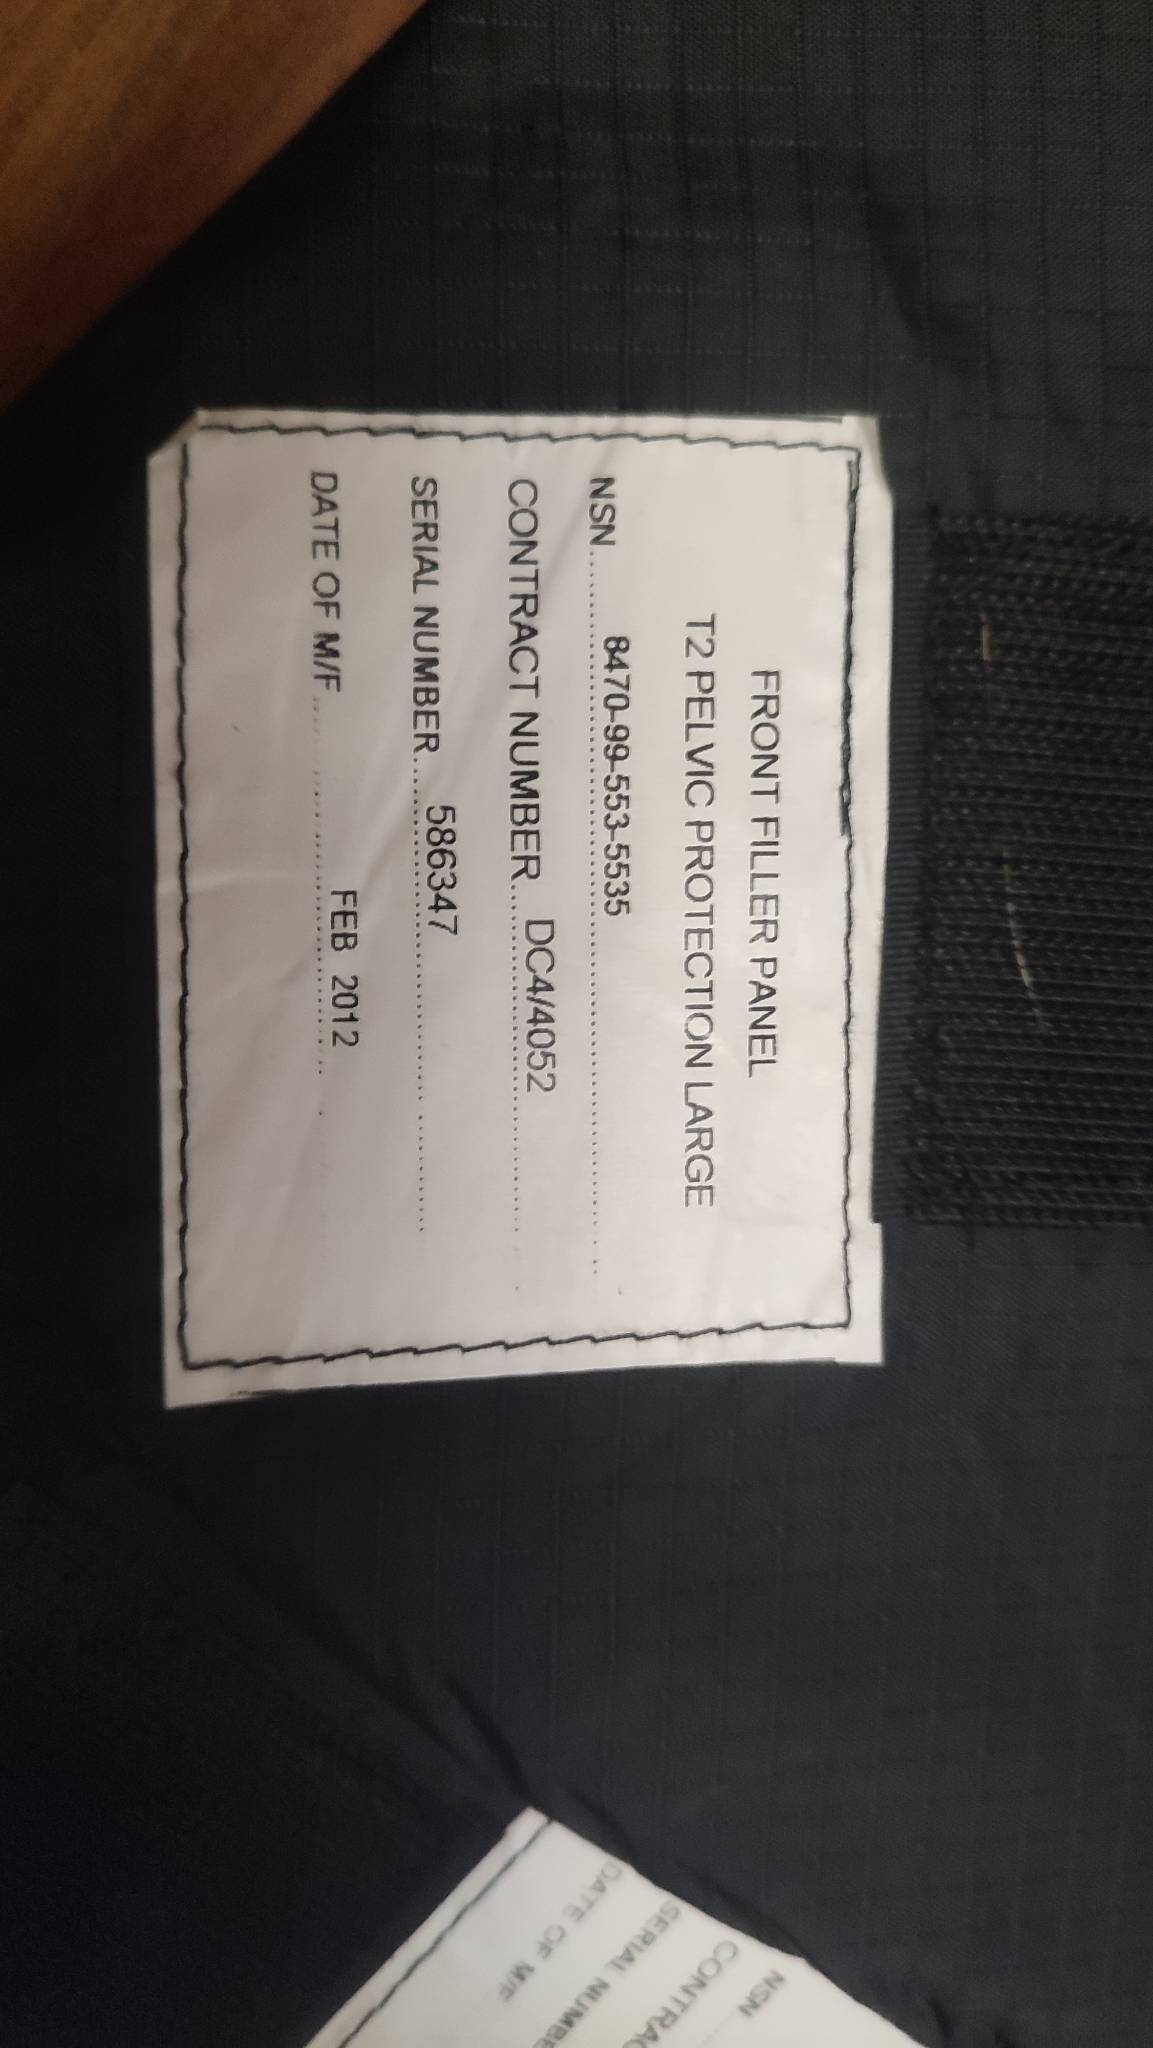 FRONT FILLER PANEL
T2 PELVIC PROTECTION LARGE
NSN 8470-99-553-5535
CONTRACT NUMBER DC4/4052
SERIAL NUMBER 586347
DATE OF M/F FEB 2012
NSN
CONTRAC
SERIAL NUMBE
DATE OF M/F